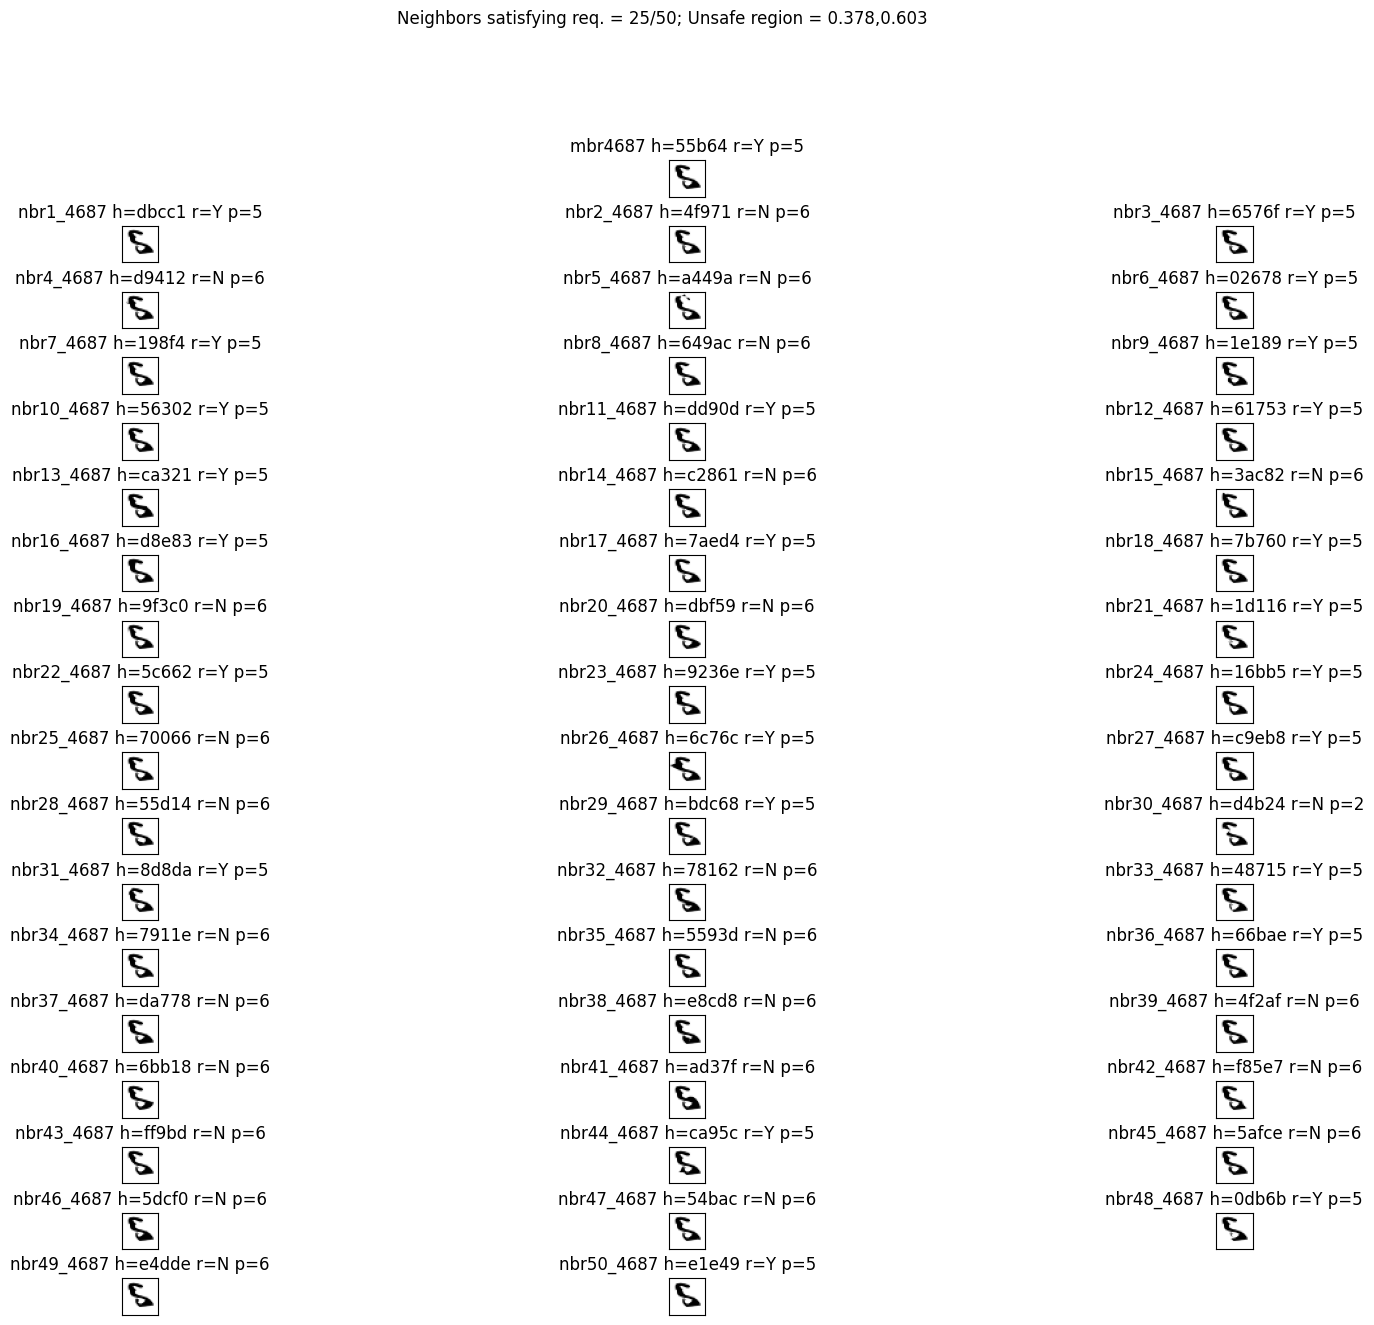 Neighbors satisfying req. = 25/50; Unsafe region = 0.378,0.603
mbr4687 h=55b64 r=Y p=5
nbr1_4687 h=dbcc1 r=Y p=5
nbr2_4687 h=4f971 r=N p=6
nbr3_4687 h=6576f r=Y p=5
nbr4_4687 h=d9412 r=N p=6
nbr5_4687 h=a449a r=N p=6
nbr6_4687 h=02678 r=Y p=5
nbr7_4687 h=198f4 r=Y p=5
nbr8_4687 h=649ac r=N p=6
nbr9_4687 h=1e189 r=Y p=5
nbr10_4687 h=56302 r=Y p=5
nbr11_4687 h=dd90d r=Y p=5
nbr12_4687 h=61753 r=Y p=5
nbr13_4687 h=ca321 r=Y p=5
nbr14_4687 h=c2861 r=N p=6
nbr15_4687 h=3ac82 r=N p=6
nbr16_4687 h=d8e83 r=Y p=5
nbr17_4687 h=7aed4 r=Y p=5
nbr18_4687 h=7b760 r=Y p=5
nbr19_4687 h=9f3c0 r=N p=6
nbr20_4687 h=dbf59 r=N p=6
nbr21_4687 h=1d116 r=Y p=5
nbr22_4687 h=5c662 r=Y p=5
nbr23_4687 h=9236e r=Y p=5
nbr24_4687 h=16bb5 r=Y p=5
nbr25_4687 h=70066 r=N p=6
nbr26_4687 h=6c76c r=Y p=5
nbr27_4687 h=c9eb8 r=Y p=5
nbr28_4687 h=55d14 r=N p=6
nbr29_4687 h=bdc68 r=Y p=5
nbr30_4687 h=d4b24 r=N p=2
nbr31_4687 h=8d8da r=Y p=5
nbr32_4687 h=78162 r=N p=6
nbr33_4687 h=48715 r=Y p=5
nbr34_4687 h=7911e r=N p=6
nbr35_4687 h=5593d r=N p=6
nbr36_4687 h=66bae r=Y p=5
nbr37_4687 h=da778 r=N p=6
nbr38_4687 h=e8cd8 r=N p=6
nbr39_4687 h=4f2af r=N p=6
nbr40_4687 h=6bb18 r=N p=6
nbr41_4687 h=ad37f r=N p=6
nbr42_4687 h=f85e7 r=N p=6
nbr43_4687 h=ff9bd r=N p=6
nbr44_4687 h=ca95c r=Y p=5
nbr45_4687 h=5afce r=N p=6
nbr46_4687 h=5dcf0 r=N p=6
nbr47_4687 h=54bac r=N p=6
nbr48_4687 h=0db6b r=Y p=5
nbr49_4687 h=e4dde r=N p=6
nbr50_4687 h=e1e49 r=Y p=5